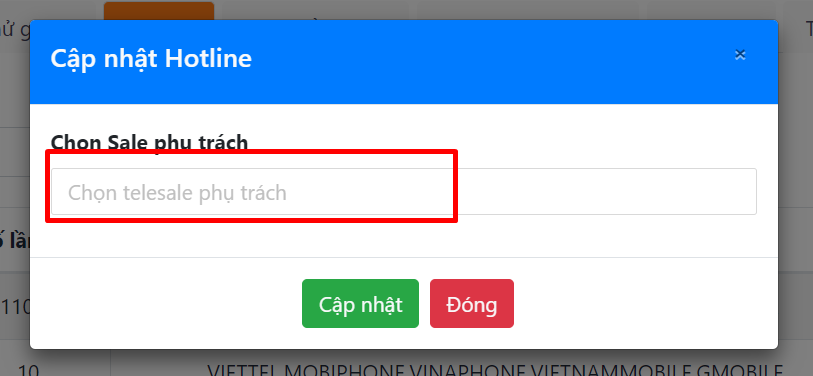 Cập nhật Hotline
×
Chọn Sale phụ trách
Chọn telesale phụ trách
Cập nhật
Đóng
110
10
VIETTEL,MOBIPHONE,VINAPHONE,VIETNAMMOBILE,GMOBILE